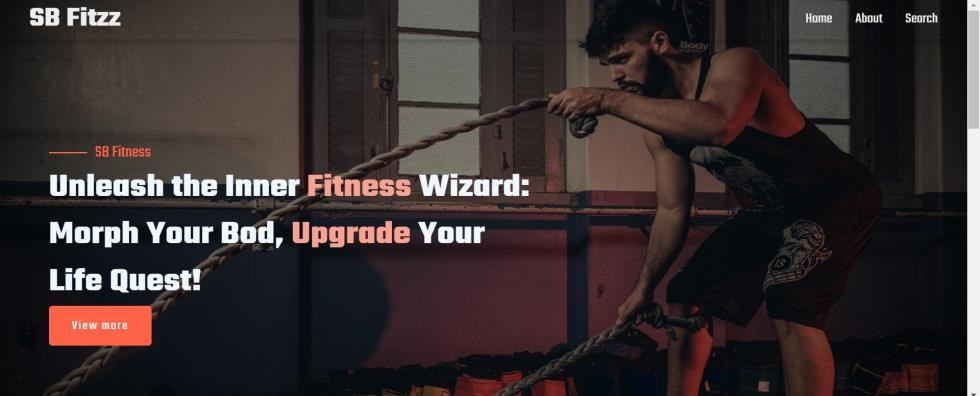 SB Fitzz
Home About Search
Body
SB Fitness
Unleash the Inner Fitness Wizard:
Morph Your Bod, Upgrade Your
Life Quest!
View more